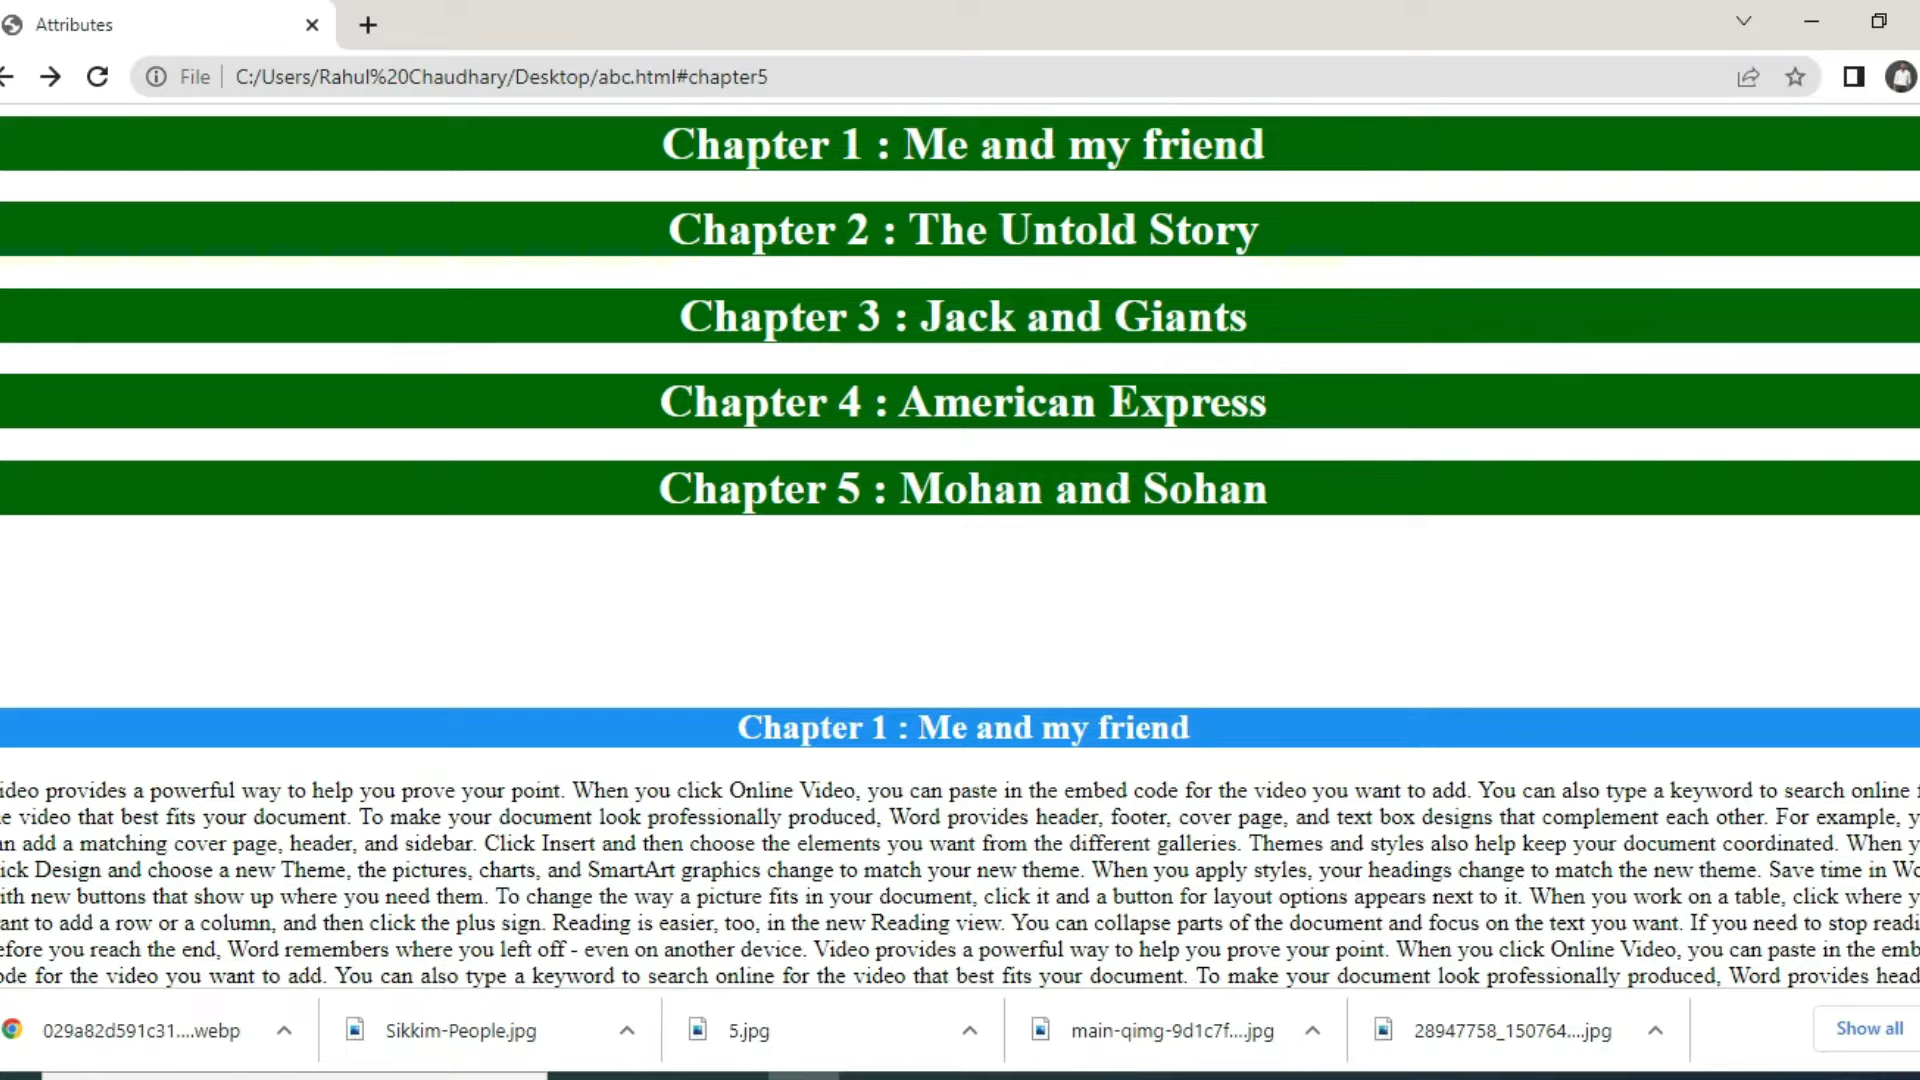 Attributes
File C:/Users/Rahul%20Chaudhary/Desktop/abc.html#chapter5
Chapter 1 : Me and my friend
Chapter 2 : The Untold Story
Chapter 3 : Jack and Giants
Chapter 4 : American Express
Chapter 5 : Mohan and Sohan
Chapter 1 : Me and my friend
ideo provides a powerful way to help you prove your point. When you click Online Video, you can paste in the embed code for the video you want to add. You can also type a keyword to search online f
e video that best fits your document. To make your document look professionally produced, Word provides header, footer, cover page, and text box designs that complement each other. For example, y
an add a matching cover page, header, and sidebar. Click Insert and then choose the elements you want from the different galleries. Themes and styles also help keep your document coordinated. When y
ick Design and choose a new Theme, the pictures, charts, and SmartArt graphics change to match your new theme. When you apply styles, your headings change to match the new theme. Save time in Wo
ith new buttons that show up where you need them. To change the way a picture fits in your document, click it and a button for layout options appears next to it. When you work on a table, click where y
ant to add a row or a column, and then click the plus sign. Reading is easier, too, in the new Reading view. You can collapse parts of the document and focus on the text you want. If you need to stop readi
efore you reach the end, Word remembers where you left off - even on another device. Video provides a powerful way to help you prove your point. When you click Online Video, you can paste in the emb
ode for the video you want to add. You can also type a keyword to search online for the video that best fits your document. To make your document look professionally produced, Word provides head
029a82d591c31....webp Sikkim-People.jpg 5.jpg main-qimg-9d1c7f....jpg 28947758_150764....jpg Show all